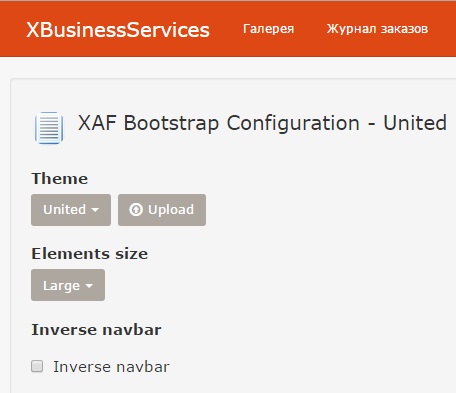 XBusinessServices Галерея Журнал заказов
XAF Bootstrap Configuration - United
Theme
United Upload
Elements size
Large
Inverse navbar
Inverse navbar